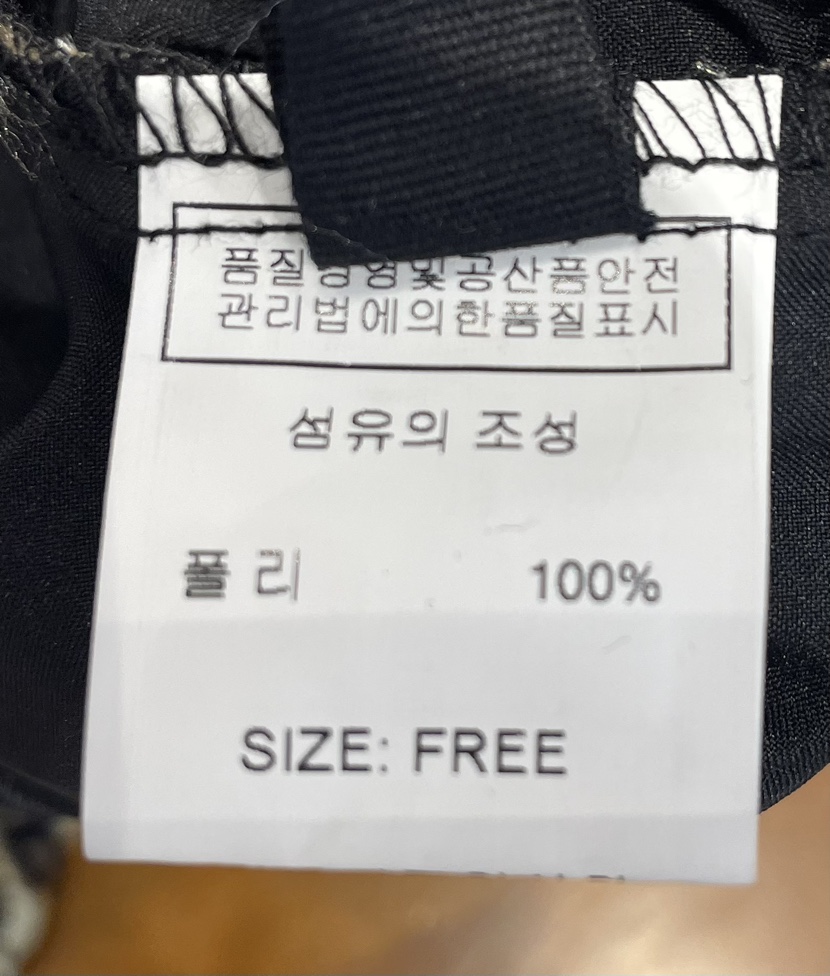 품질경영및공산품안전
관리법에의한품질표시
섬유의 조성
폴리 100%
SIZE: FREE